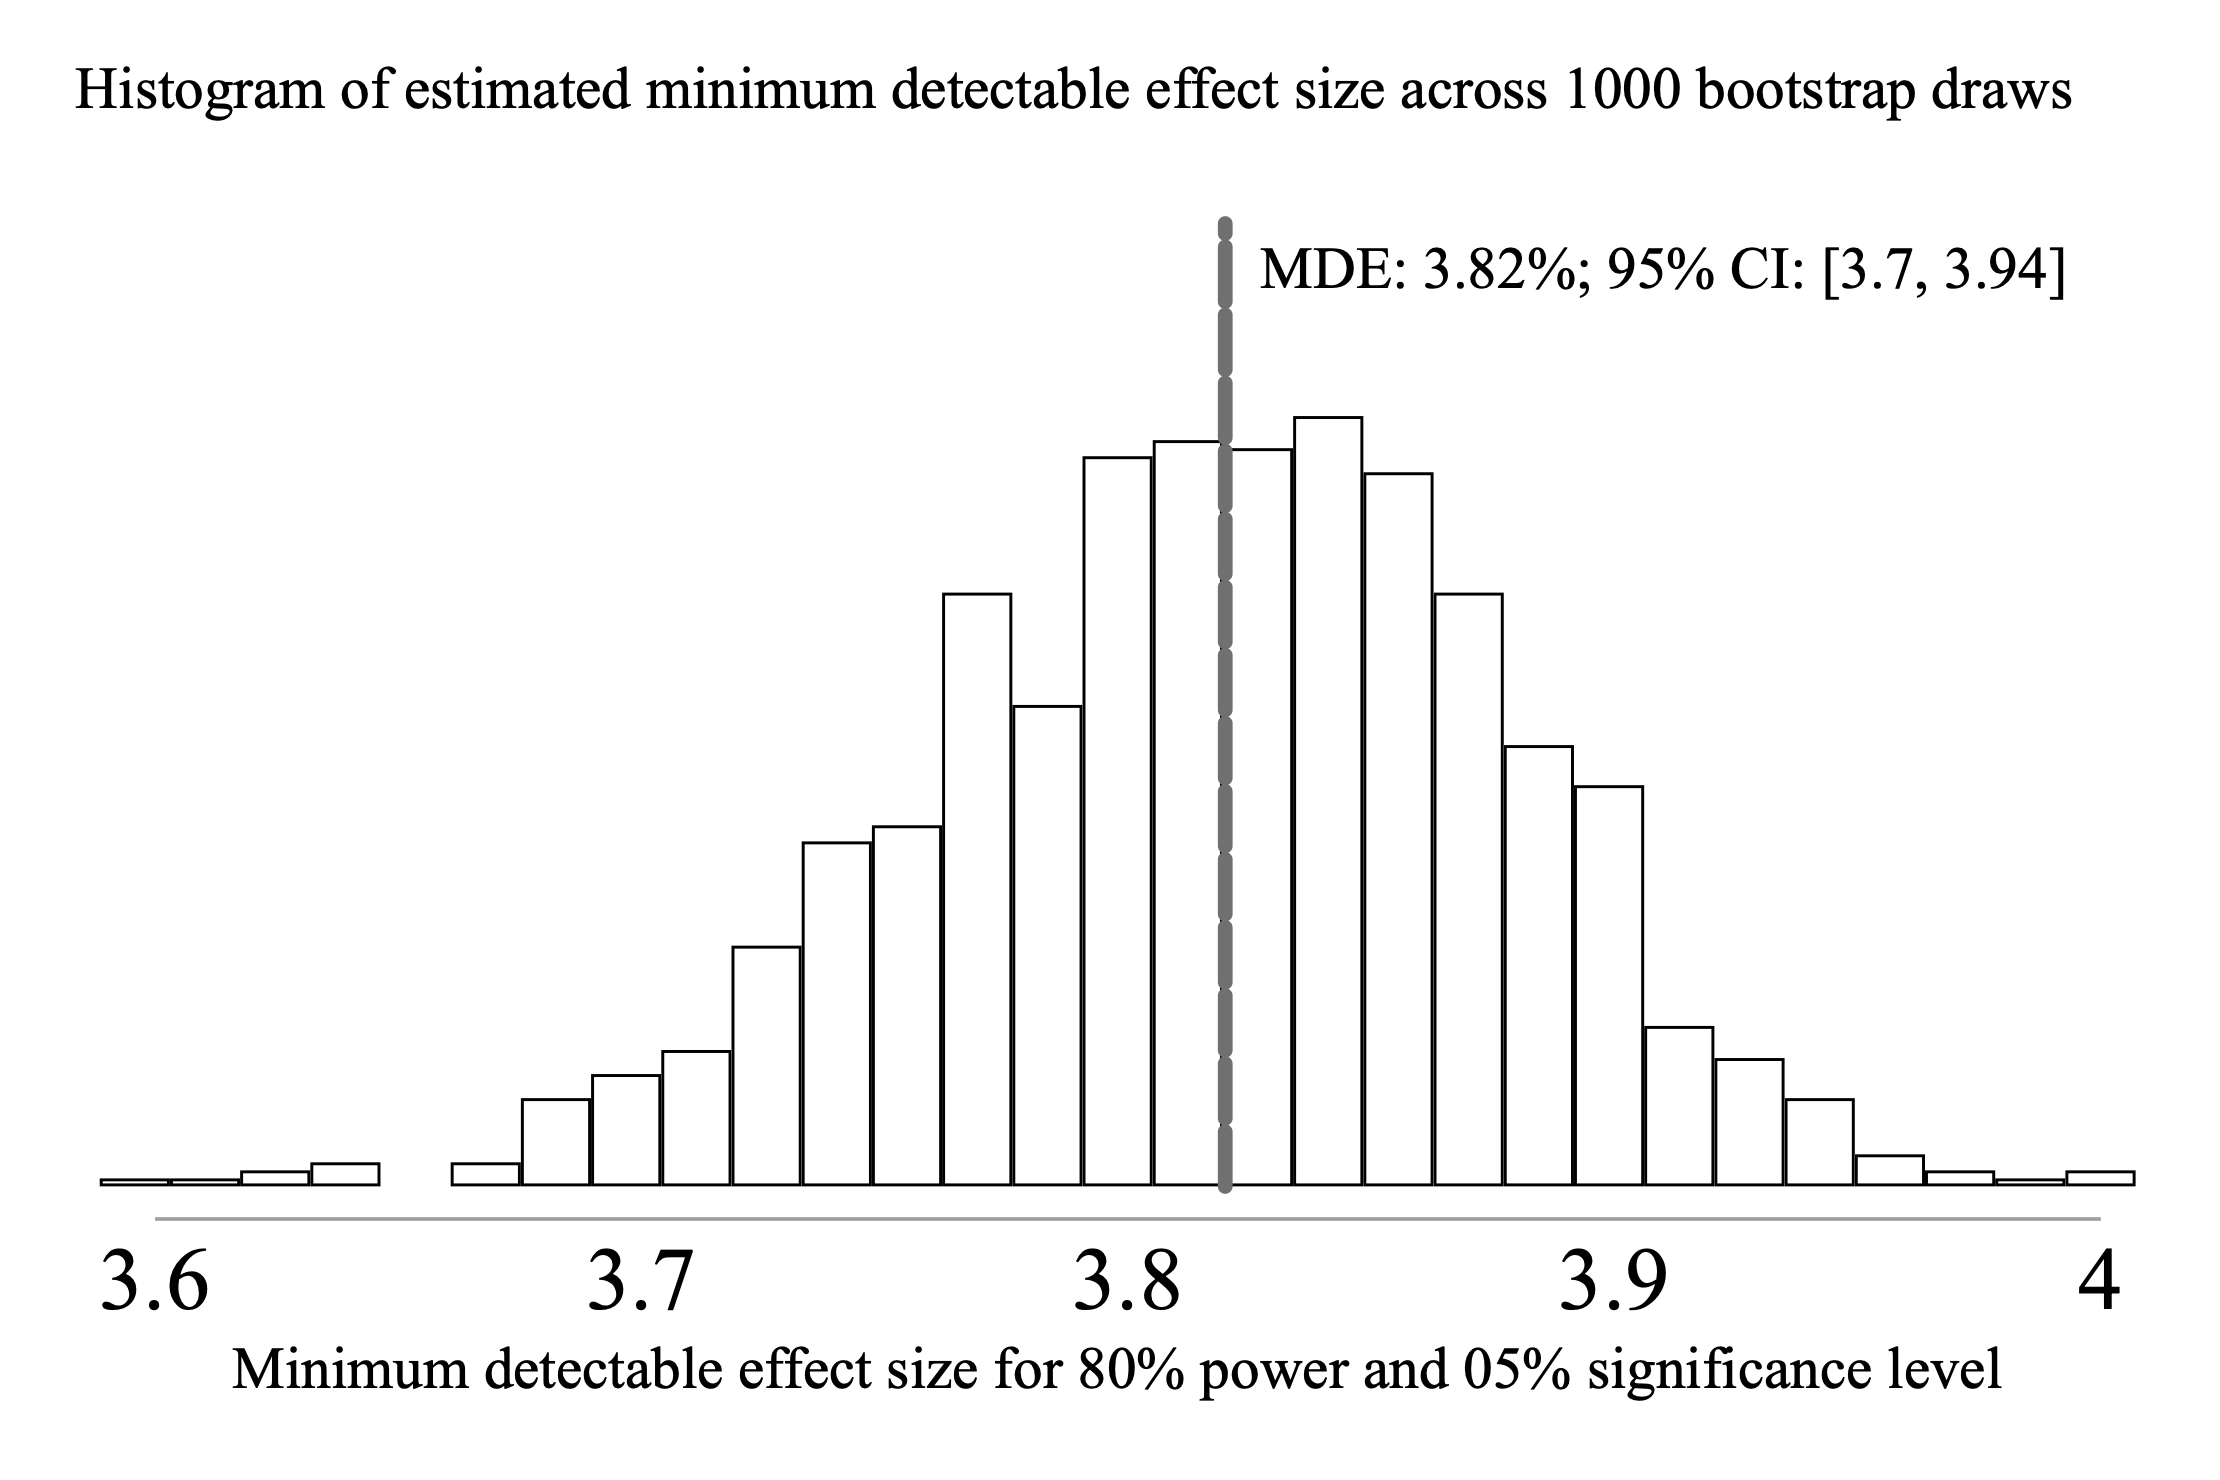 Histogram of estimated minimum detectable effect size across 1000 bootstrap draws
MDE: 3.82%; 95% CI: [3.7, 3.94]
3.6 3.7 3.8 3.9 4
Minimum detectable effect size for 80% power and 05% significance level